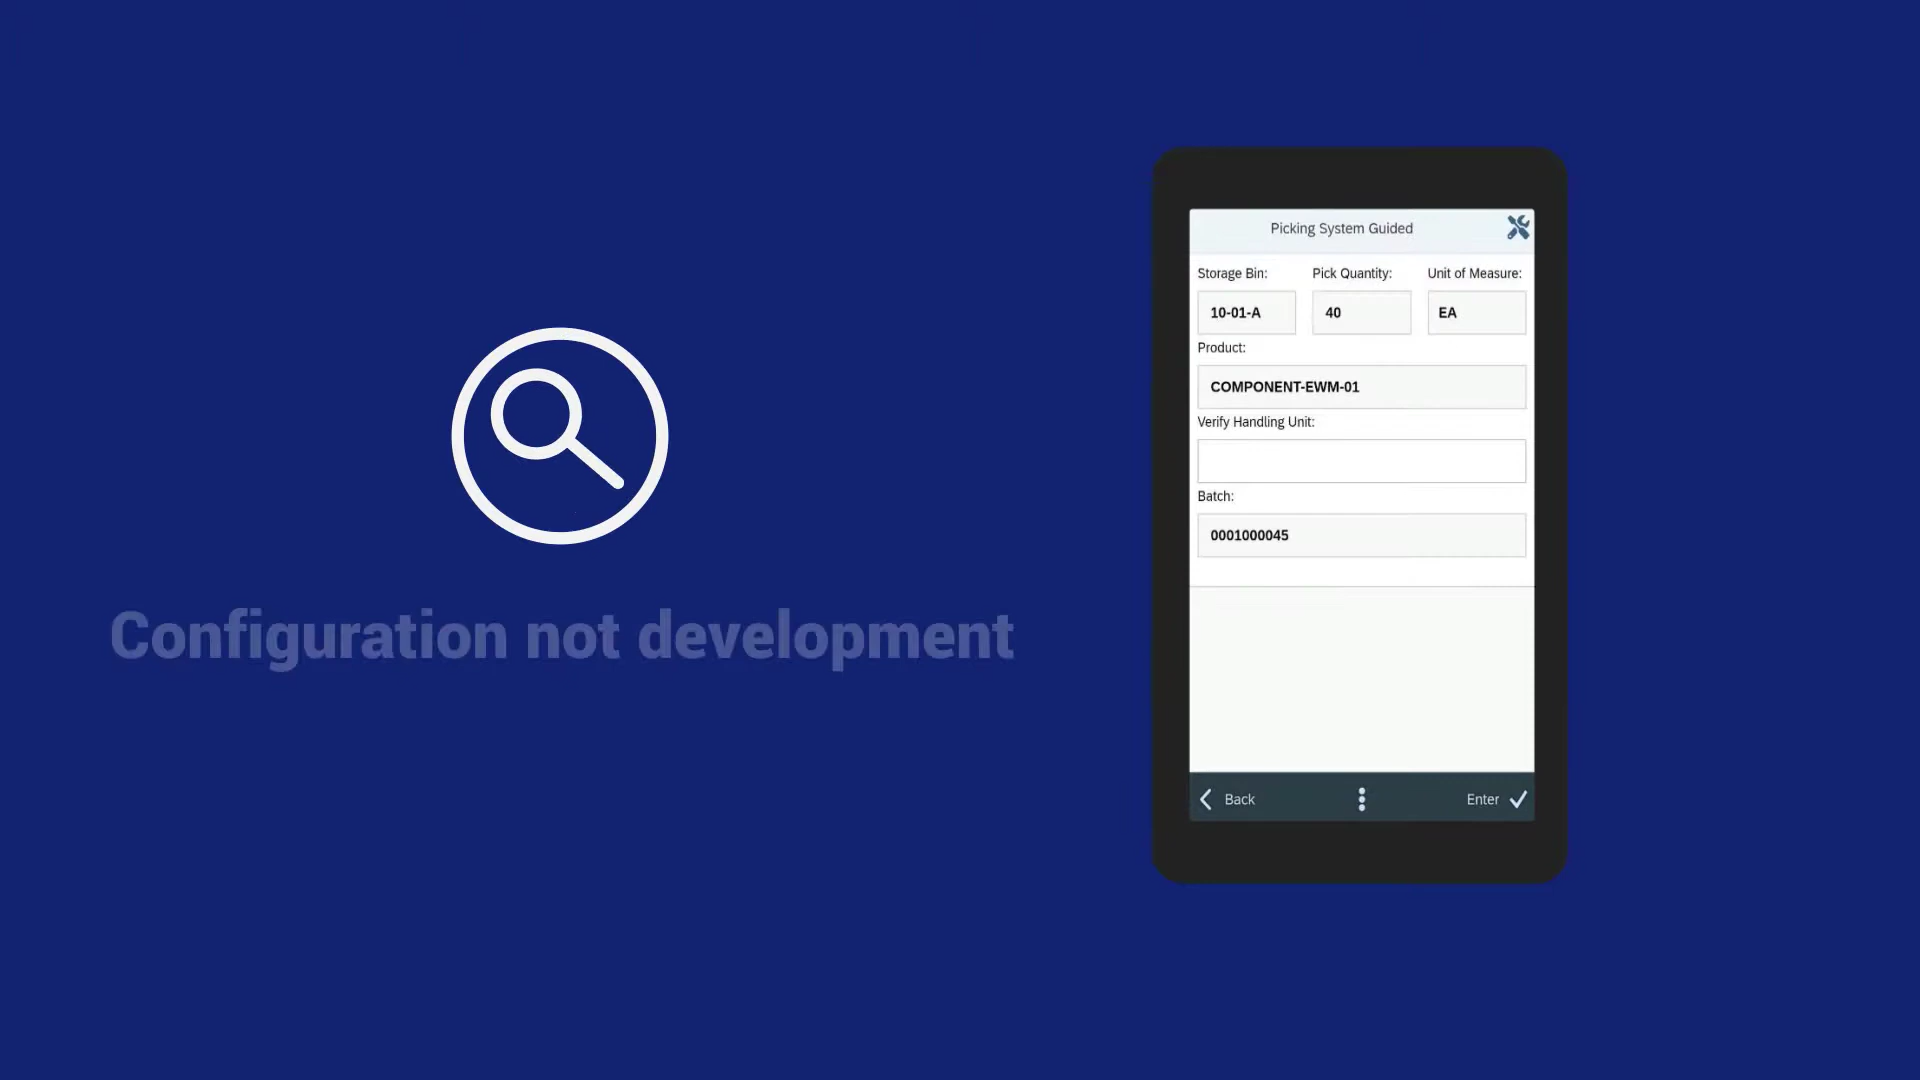 Configuration not development
Picking System Guided
Storage Bin: Pick Quantity: Unit of Measure:
10-01-A 40 EA
Product:
COMPONENT-EWM-01
Verify Handling Unit:
Batch:
0001000045
Back Enter